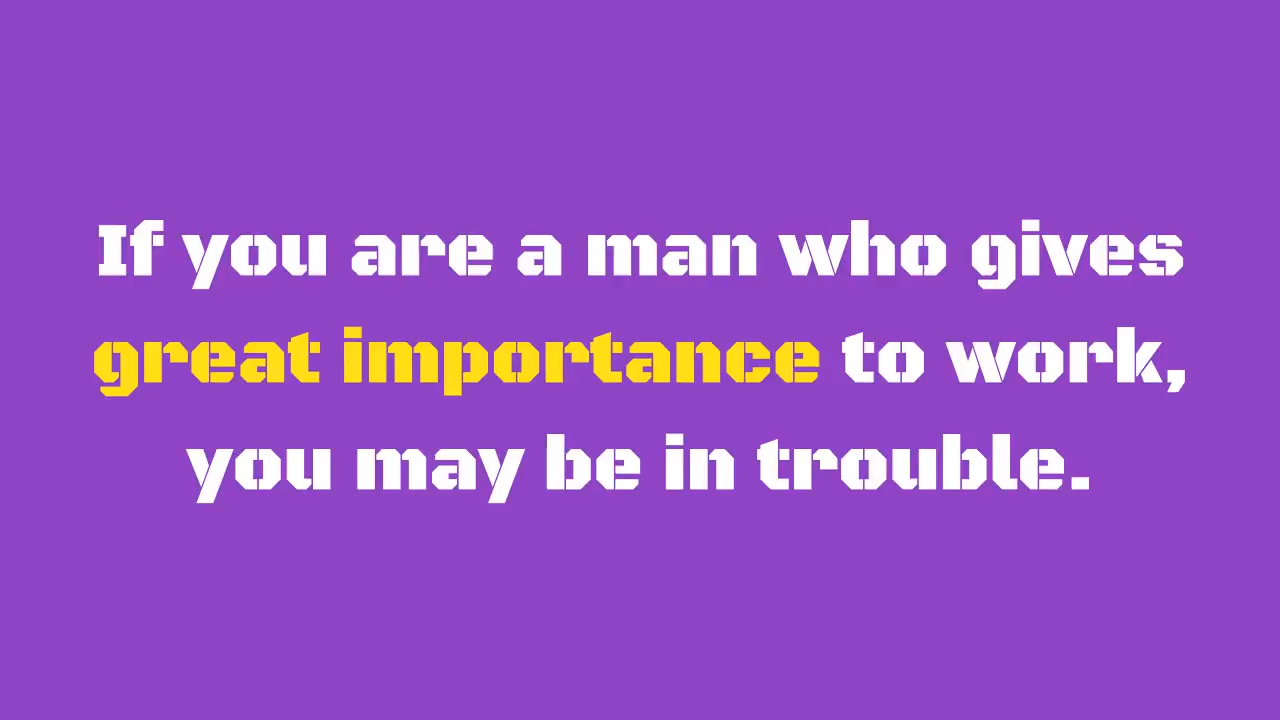 If you are a man who gives
great importance to work,
you may be in trouble.